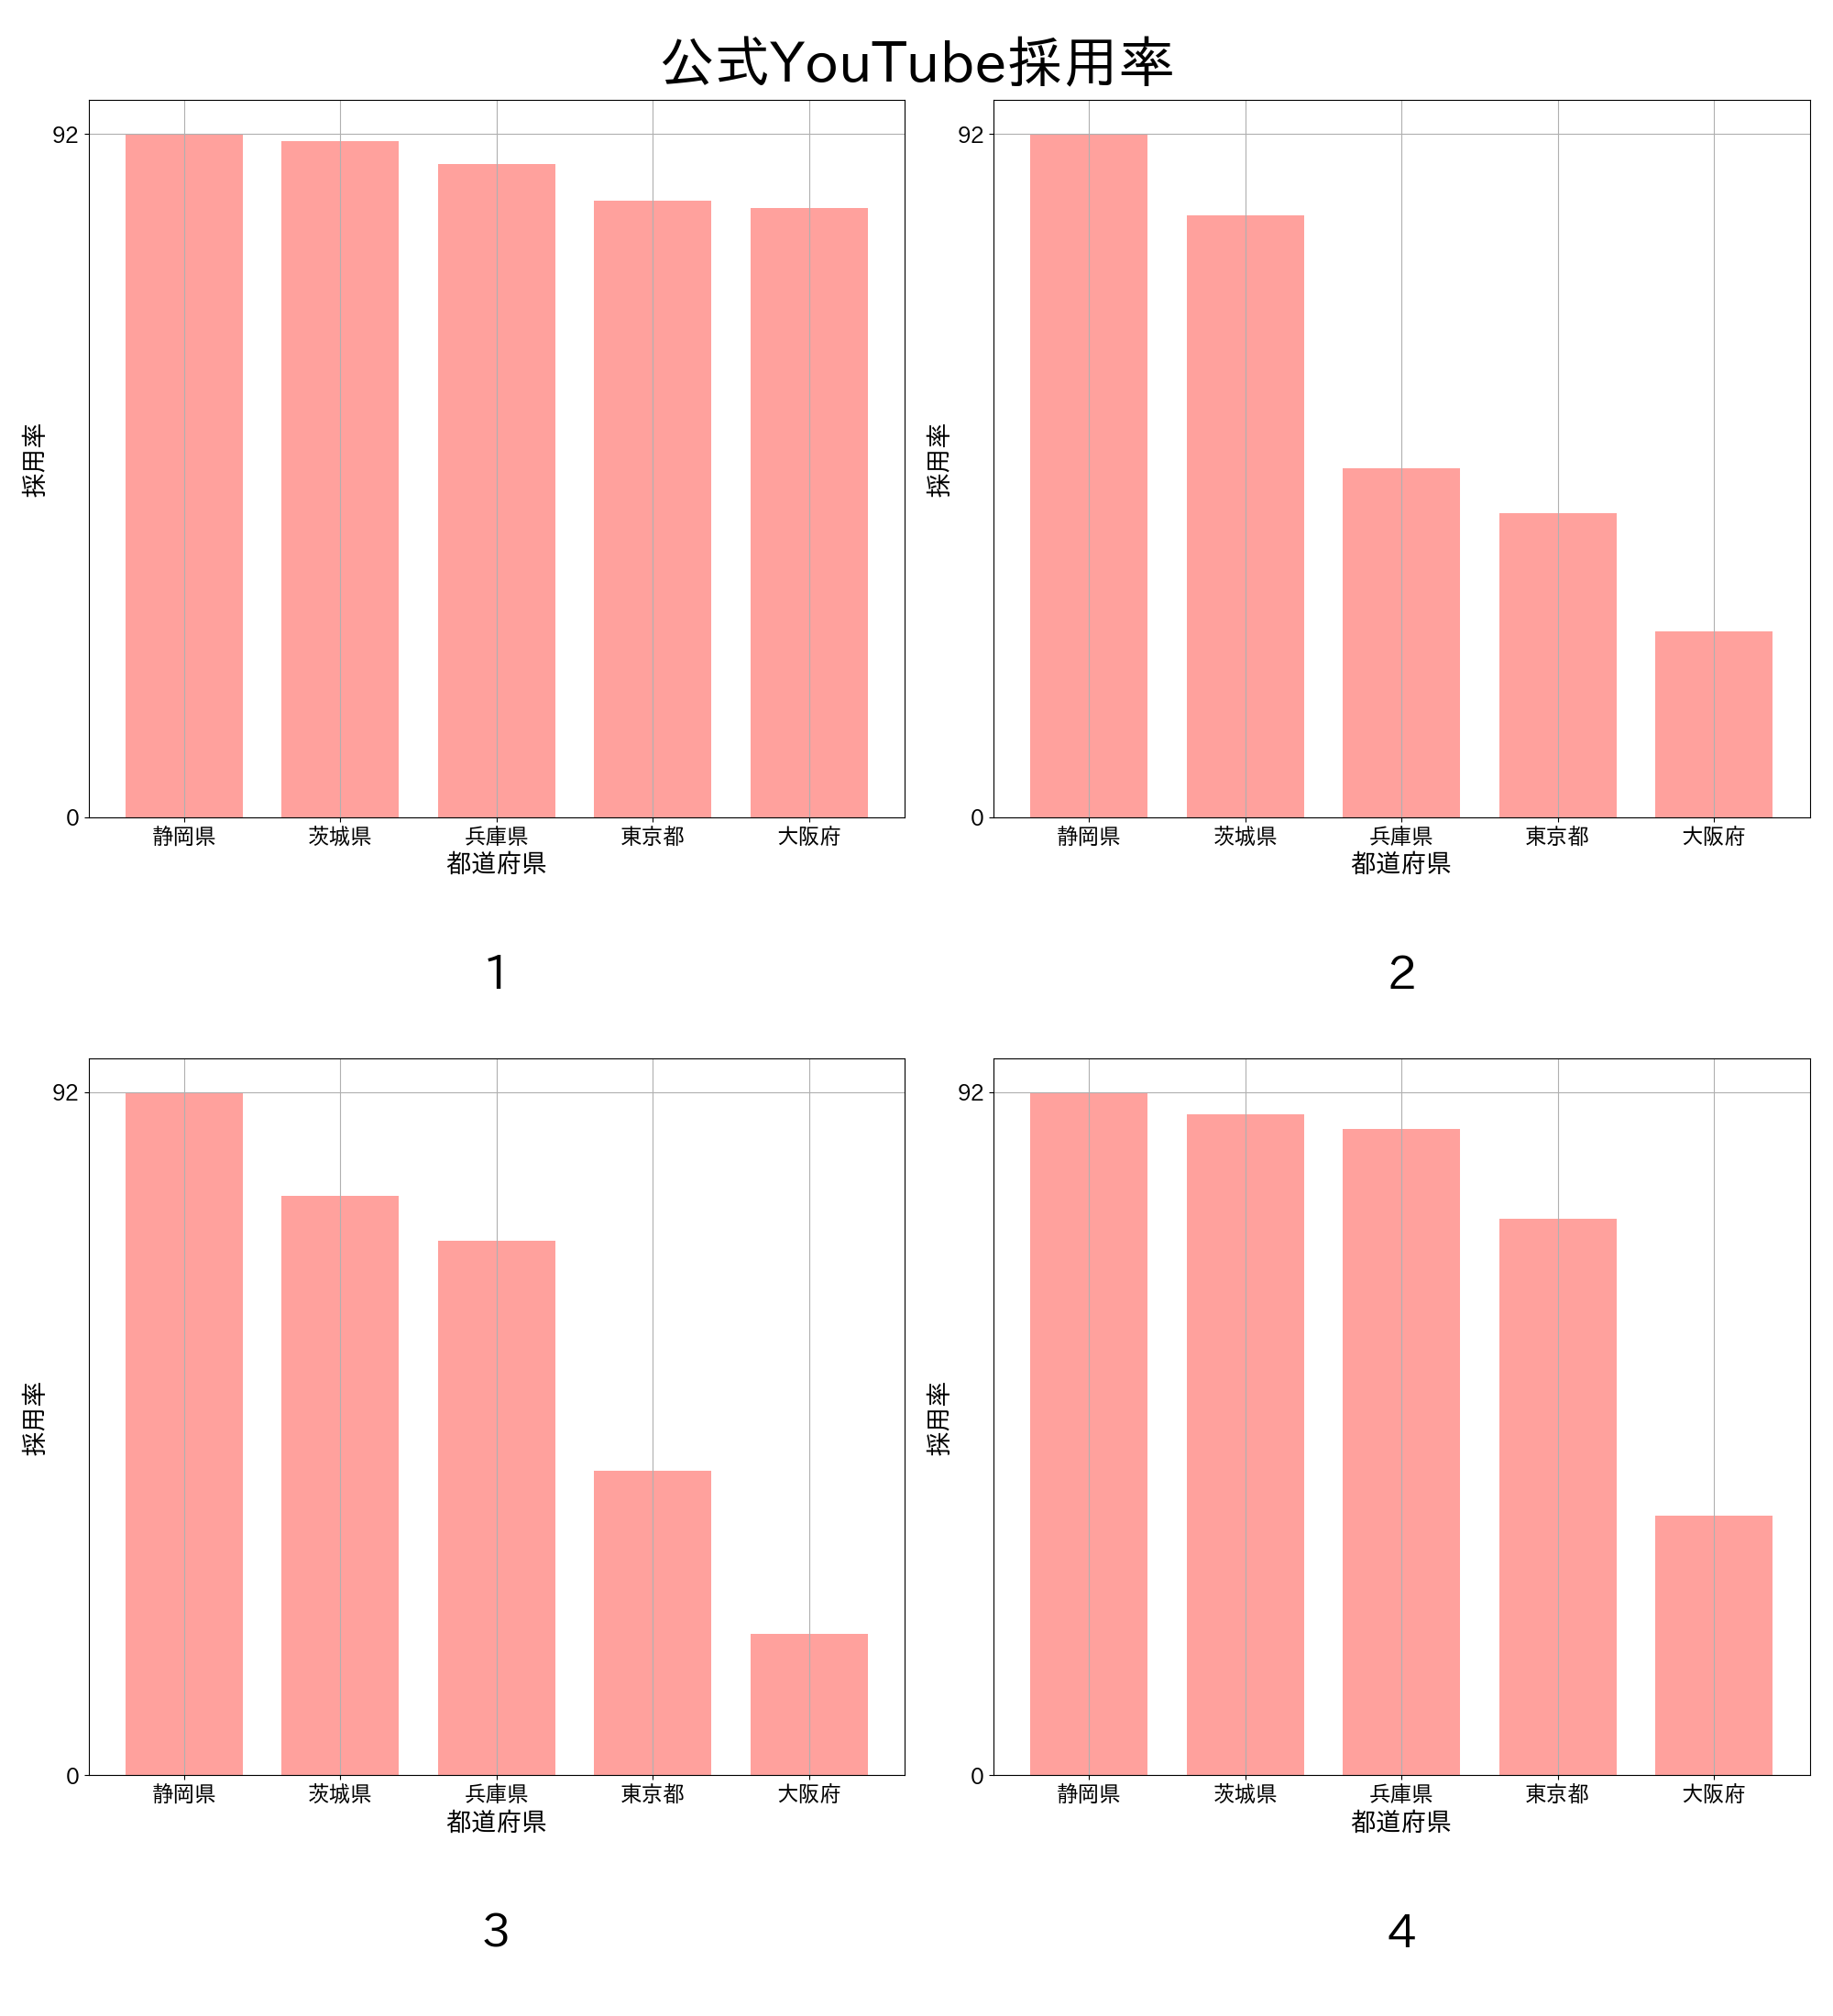 公式YouTube採用率
92
0
採用率
静岡県 茨城県 兵庫県 東京都 大阪府
都道府県
1
92
0
採用率
静岡県 茨城県 兵庫県 東京都 大阪府
都道府県
2
92
0
採用率
静岡県 茨城県 兵庫県 東京都 大阪府
都道府県
3
92
0
採用率
静岡県 茨城県 兵庫県 東京都 大阪府
都道府県
4